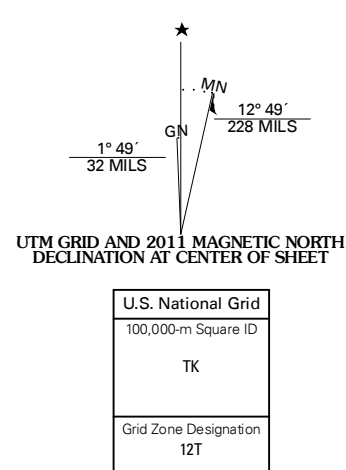 MN
GN
12° 49´
228 MILS
1° 49´
32 MILS
UTM GRID AND 2011 MAGNETIC NORTH
DECLINATION AT CENTER OF SHEET
U.S. National Grid
100,000-m Square ID
TK
Grid Zone Designation
12T